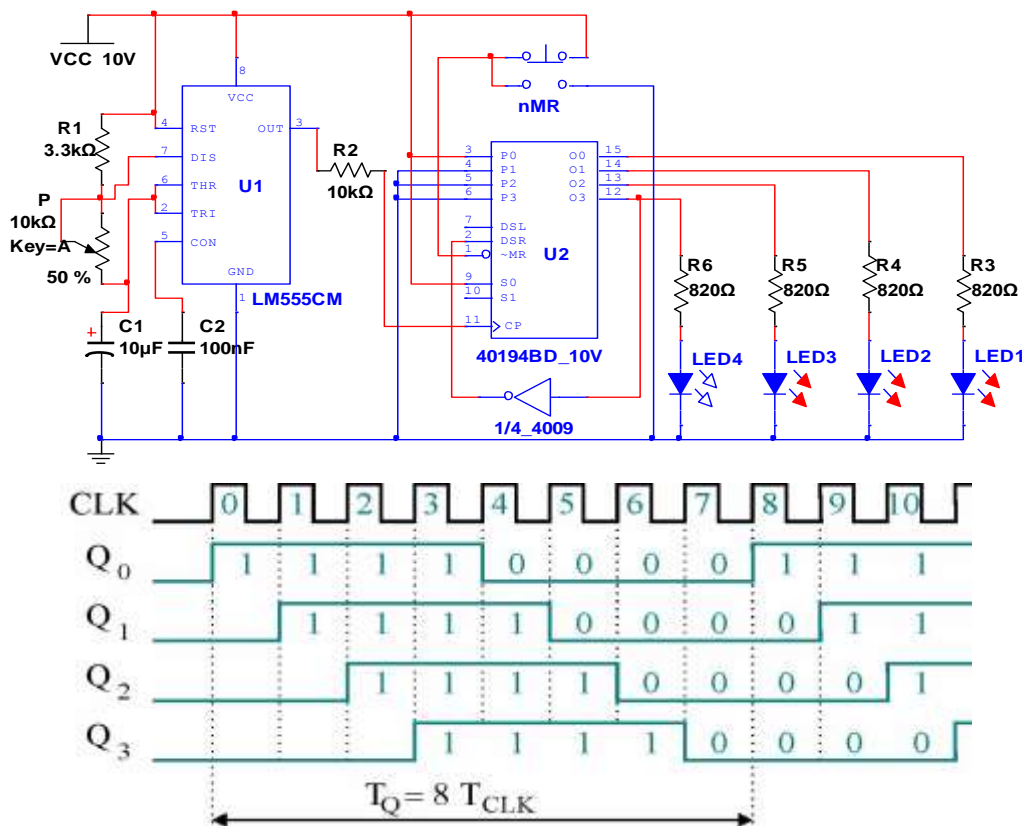 VCC 10V
R1
3.3kΩ
P
10kΩ
Key=A
50 %
C1
10µF
+
C2
100nF
8
VCC
4 RST
7 DIS
6 THR
2 TRI
5 CON
OUT 3
U1
GND
1
LM555CM
R2
10kΩ
nMR
3 P0
4 P1
5 P2
6 P3
7 DSL
2 DSR
1 ~MR
9 S0
10 S1
11 CP
O0 15
O1 14
O2 13
O3 12
U2
40194BD_10V
1/4_4009
R6
820Ω
R5
820Ω
R4
820Ω
R3
820Ω
LED4
LED3
LED2
LED1
CLK 0 1 2 3 4 5 6 7 8 9 10
Q0 1 1 1 1 0 0 0 0 1 1 1
Q1 1 1 1 1 0 0 0 0 1 1
Q2 1 1 1 1 0 0 0 0 1
Q3 1 1 1 1 0 0 0 0
TQ = 8 TCLK